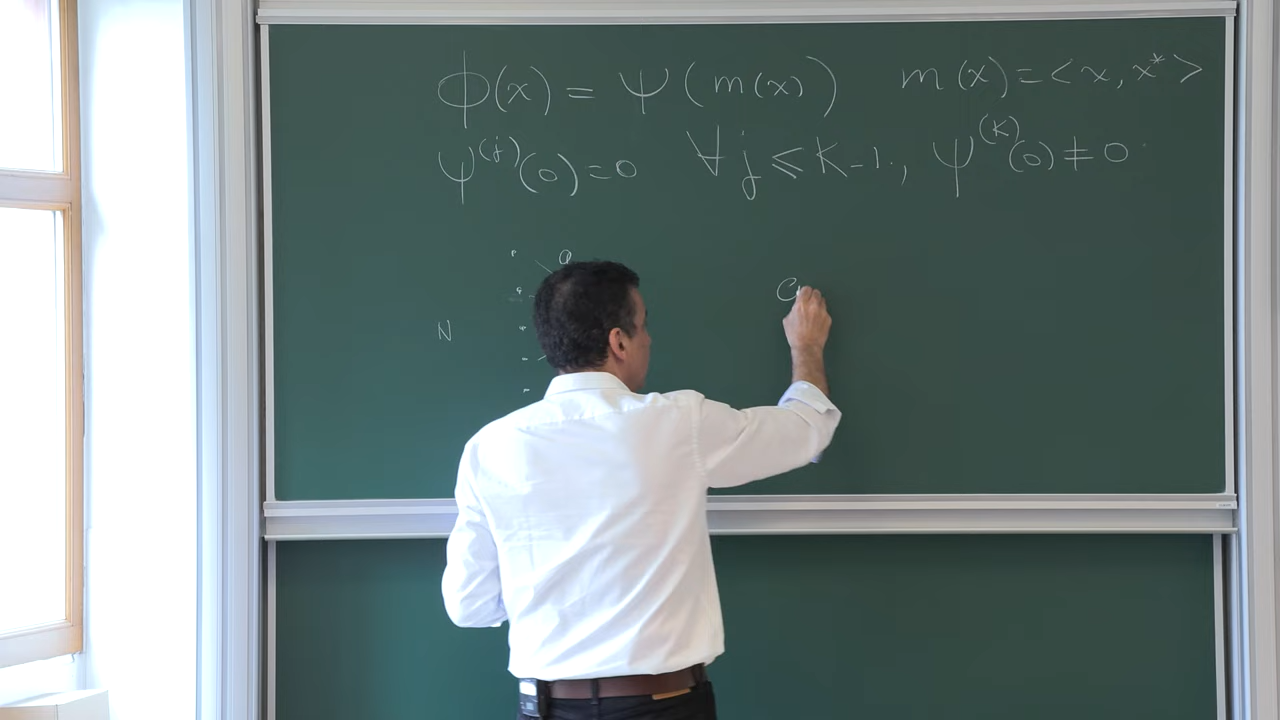 ϕ(x) = ψ(m(x)) m(x) = <x, x*>
ψ^(j)(0) = 0 ∀j ≤ K-1, ψ^(K)(0) ≠ 0
a
N